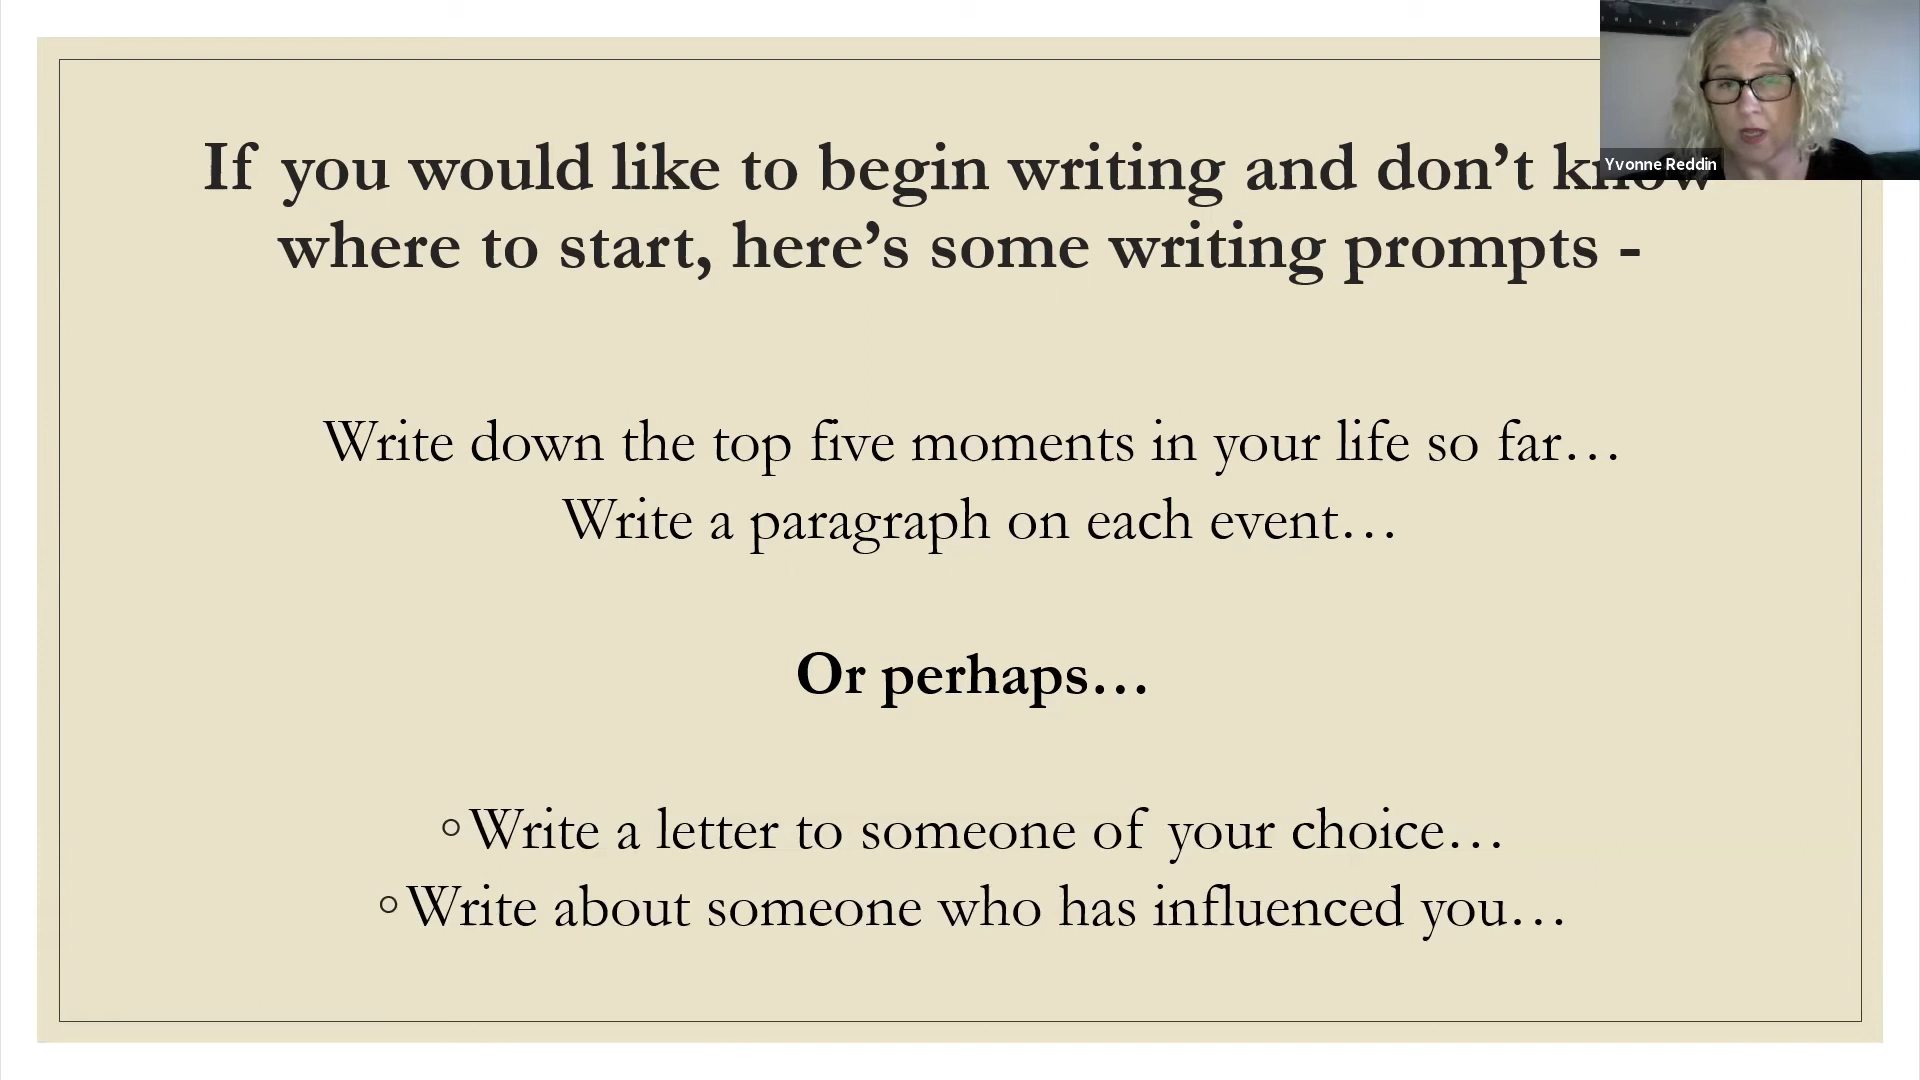 If you would like to begin writing and don’t know
where to start, here’s some writing prompts -
Write down the top five moments in your life so far…
Write a paragraph on each event…
Or perhaps…
◦Write a letter to someone of your choice…
◦Write about someone who has influenced you…
Yvonne Reddin